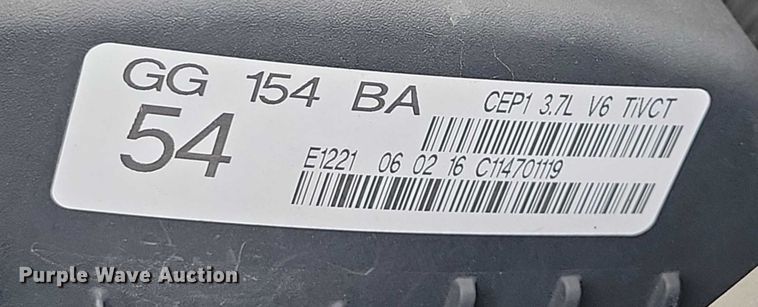 GG 154 BA
54
CEP1 3.7L V6 TiVCT
E1221 06 02 16 C114701119
Purple Wave Auction